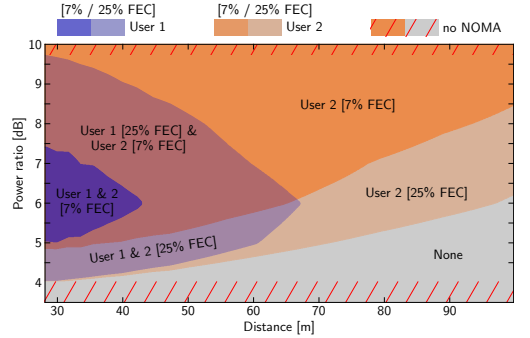 [7% / 25% FEC] [7% / 25% FEC]
User 1 User 2 no NOMA
10
9
8
7
6
5
4
Power ratio [dB]
User 2 [7% FEC]
User 1 [25% FEC] &
User 2 [7% FEC]
User 1 & 2
[7% FEC]
User 2 [25% FEC]
User 1 & 2 [25% FEC]
None
30 40 50 60 70 80 90
Distance [m]